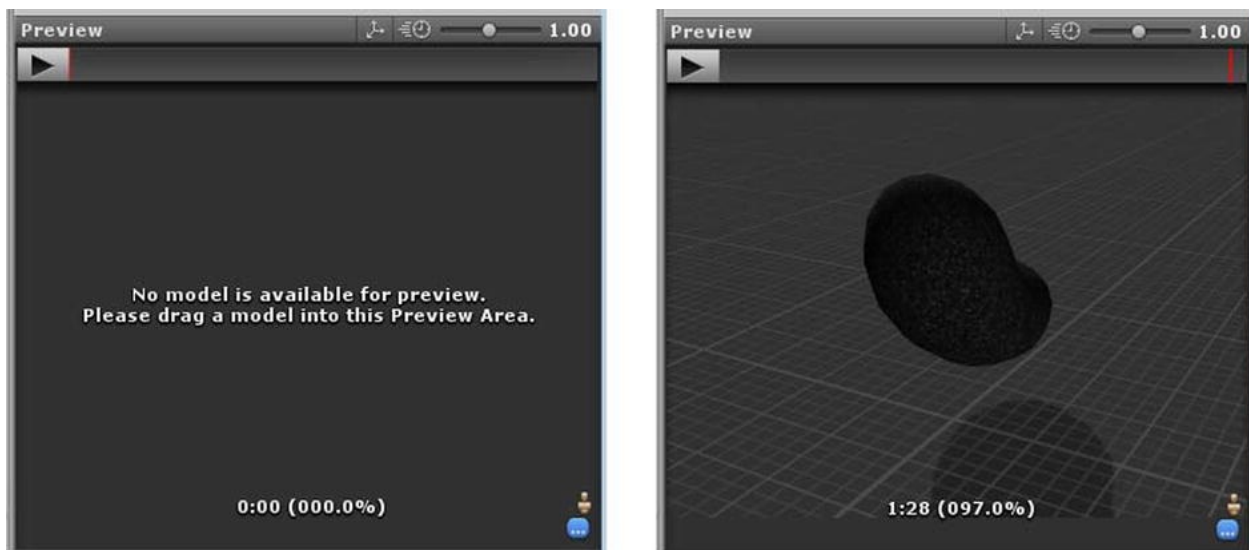 Preview
1.00
No model is available for preview.
Please drag a model into this Preview Area.
0:00 (000.0%)
Preview
1.00
1:28 (097.0%)